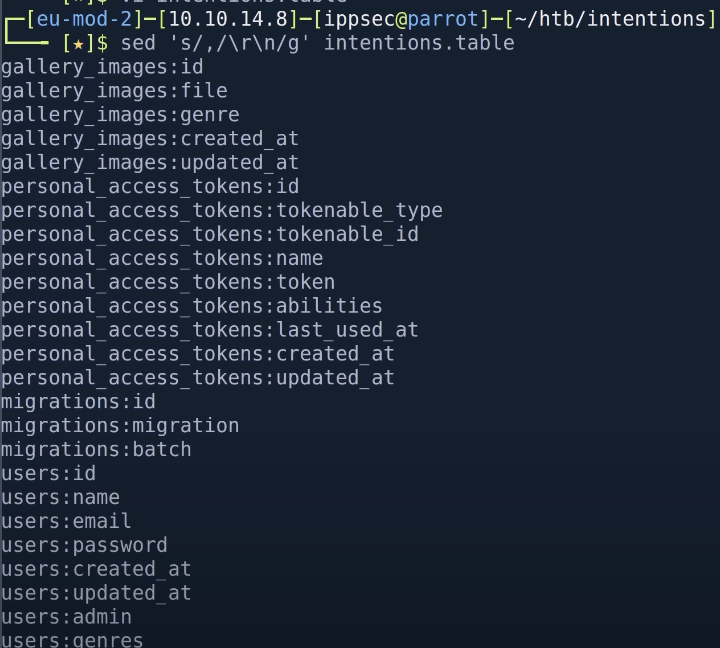 ┌─[eu-mod-2]─[10.10.14.8]─[ippsec@parrot]─[~/htb/intentions]
└──╼ [★]$ sed 's/,/\r\n/g' intentions.table
gallery_images:id
gallery_images:file
gallery_images:genre
gallery_images:created_at
gallery_images:updated_at
personal_access_tokens:id
personal_access_tokens:tokenable_type
personal_access_tokens:tokenable_id
personal_access_tokens:name
personal_access_tokens:token
personal_access_tokens:abilities
personal_access_tokens:last_used_at
personal_access_tokens:created_at
personal_access_tokens:updated_at
migrations:id
migrations:migration
migrations:batch
users:id
users:name
users:email
users:password
users:created_at
users:updated_at
users:admin
users:genres